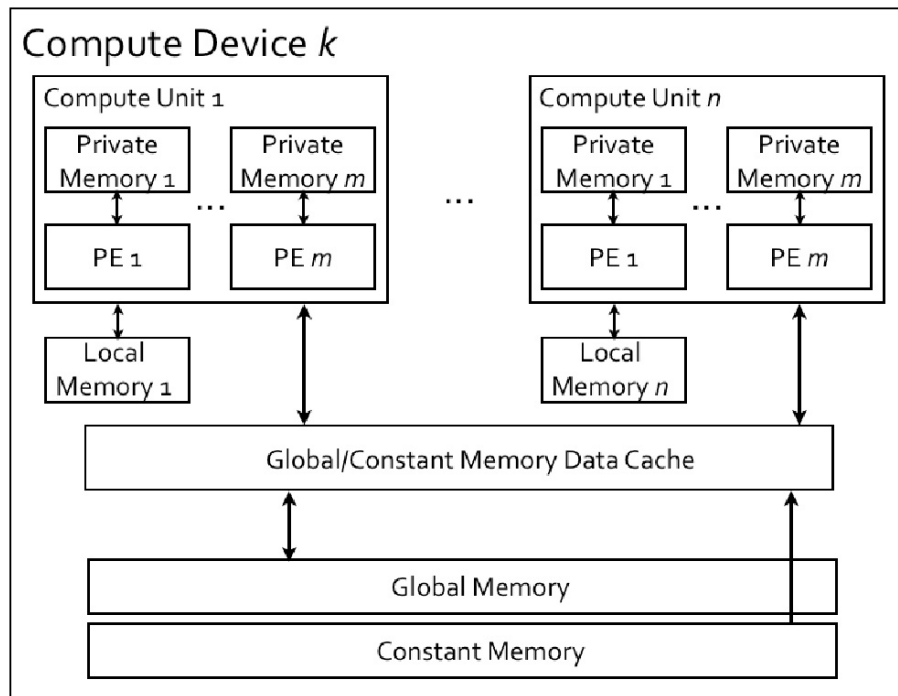 Compute Device k
Compute Unit 1
Private
Memory 1
...
Private
Memory m
PE 1
PE m
Local
Memory 1
...
Compute Unit n
Private
Memory 1
...
Private
Memory m
PE 1
PE m
Local
Memory n
Global/Constant Memory Data Cache
Global Memory
Constant Memory